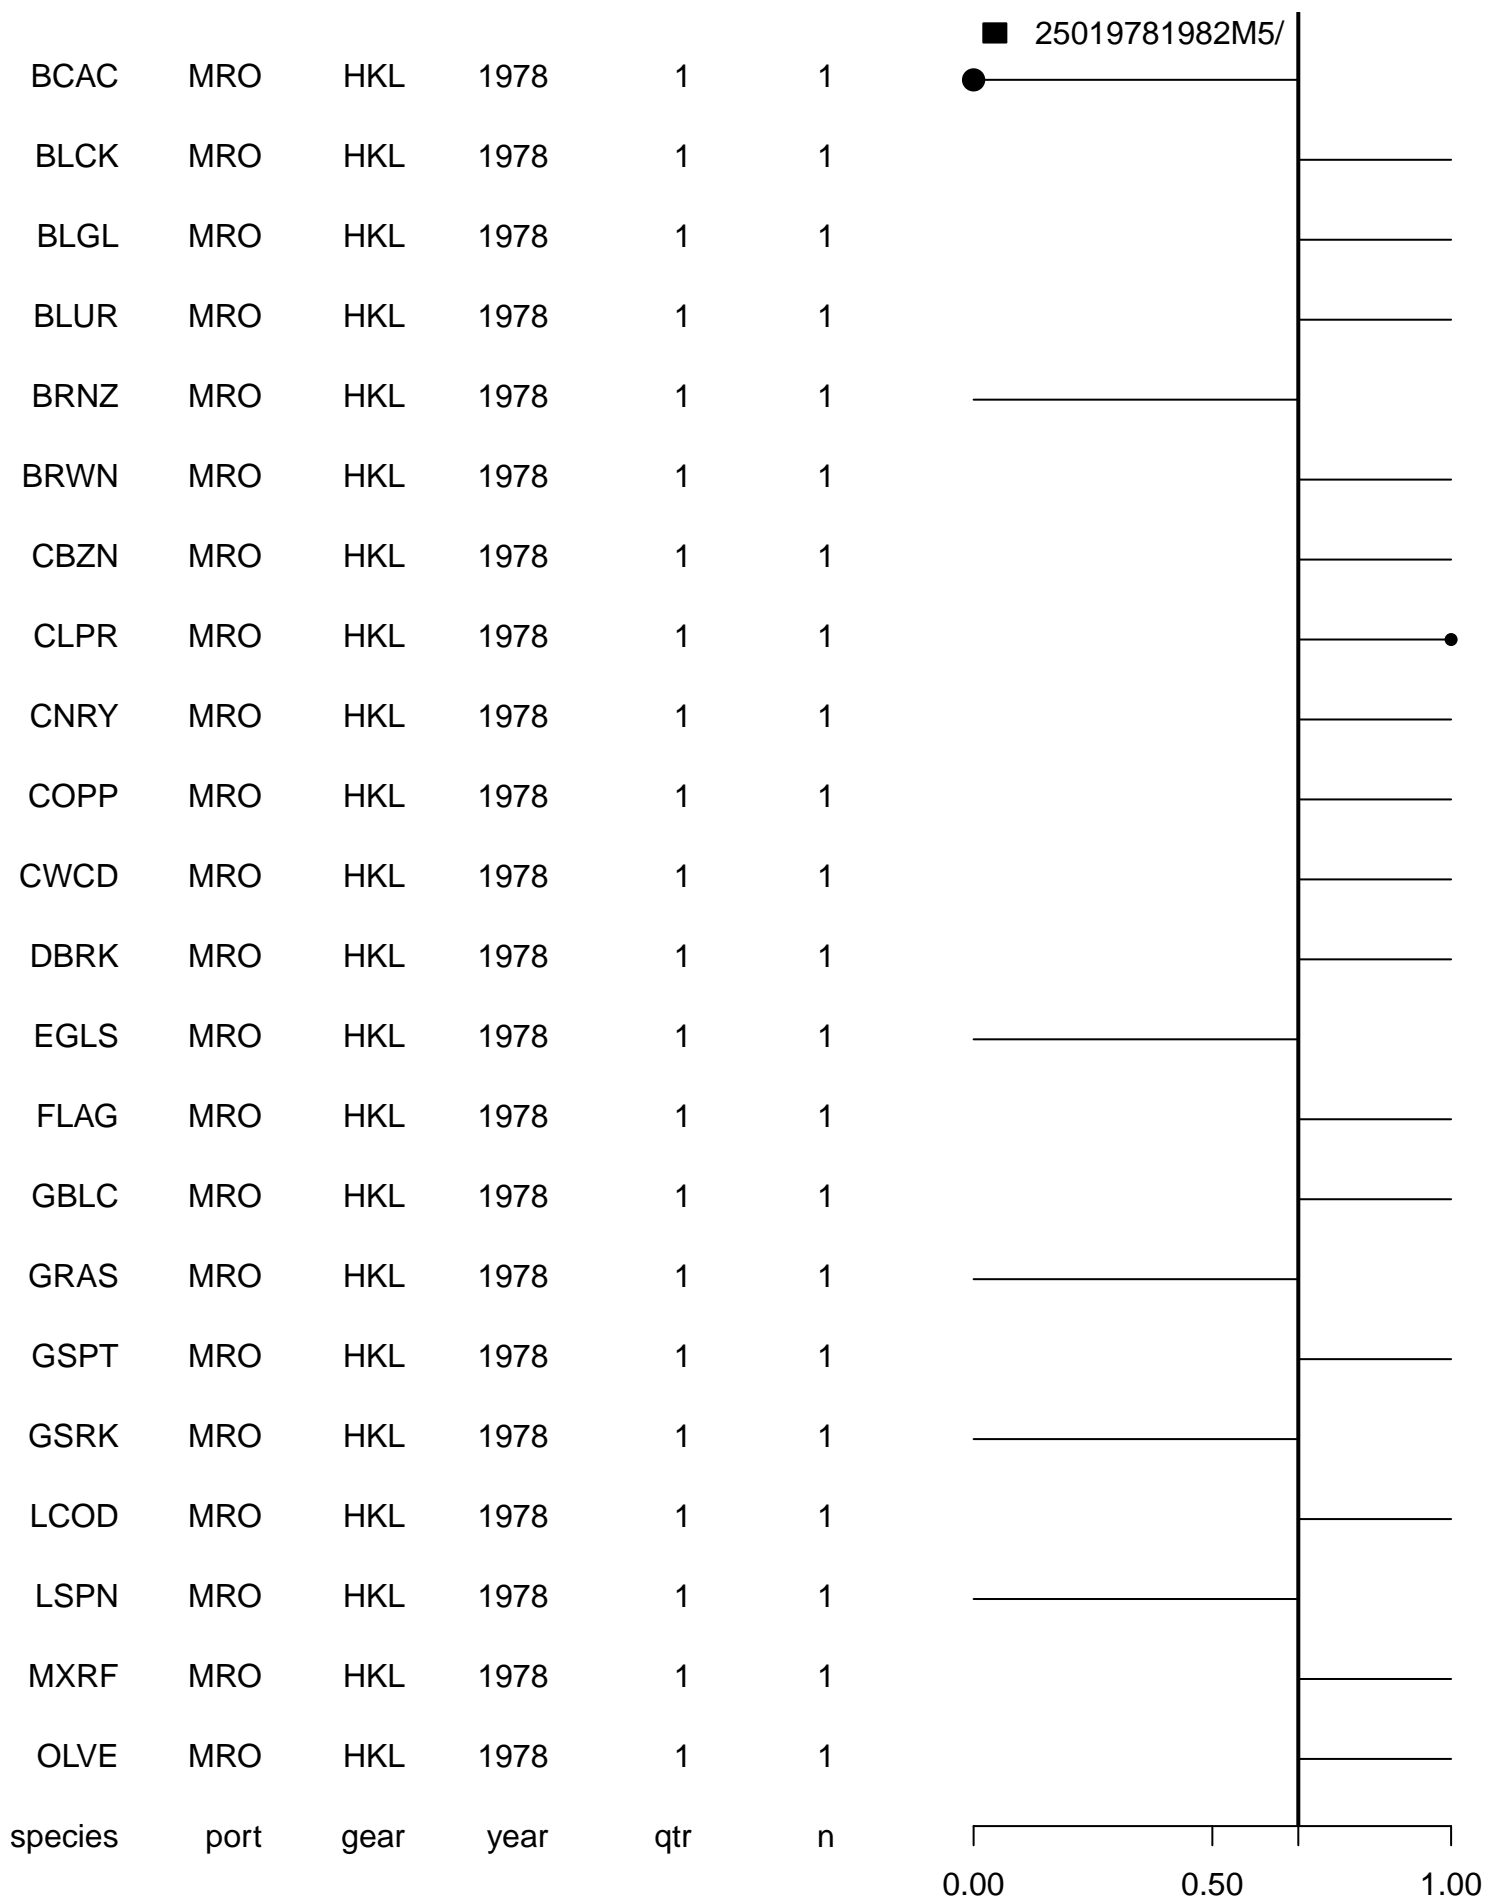 25019781982M5/
BCAC MRO HKL 1978 1 1
BLCK MRO HKL 1978 1 1
BLGL MRO HKL 1978 1 1
BLUR MRO HKL 1978 1 1
BRNZ MRO HKL 1978 1 1
BRWN MRO HKL 1978 1 1
CBZN MRO HKL 1978 1 1
CLPR MRO HKL 1978 1 1
CNRY MRO HKL 1978 1 1
COPP MRO HKL 1978 1 1
CWCD MRO HKL 1978 1 1
DBRK MRO HKL 1978 1 1
EGLS MRO HKL 1978 1 1
FLAG MRO HKL 1978 1 1
GBLC MRO HKL 1978 1 1
GRAS MRO HKL 1978 1 1
GSPT MRO HKL 1978 1 1
GSRK MRO HKL 1978 1 1
LCOD MRO HKL 1978 1 1
LSPN MRO HKL 1978 1 1
MXRF MRO HKL 1978 1 1
OLVE MRO HKL 1978 1 1
species port gear year qtr n
0.00 0.50 1.00